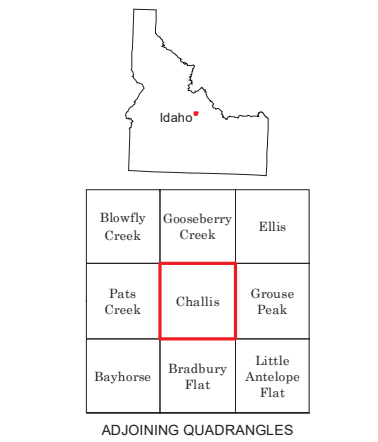 Idaho
Blowfly
Creek
Gooseberry
Creek
Ellis
Pats
Creek
Challis
Grouse
Peak
Bayhorse
Bradbury
Flat
Little
Antelope
Flat
ADJOINING QUADRANGLES